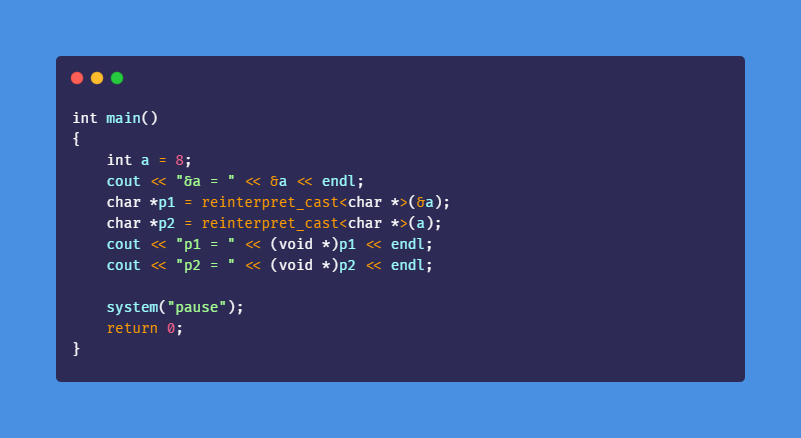 int main()
{
    int a = 8;
    cout << "&a = " << &a << endl;
    char *p1 = reinterpret_cast<char *>(&a);
    char *p2 = reinterpret_cast<char *>(a);
    cout << "p1 = " << (void *)p1 << endl;
    cout << "p2 = " << (void *)p2 << endl;

    system("pause");
    return 0;
}